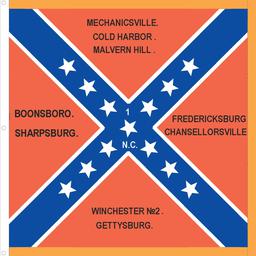 MECHANICSVILLE.
COLD HARBOR .
MALVERN HILL .
BOONSBORO.
SHARPSBURG.
1
N.C.
FREDERICKSBURG
CHANSELLORSVILLE
WINCHESTER №2 .
GETTYSBURG.